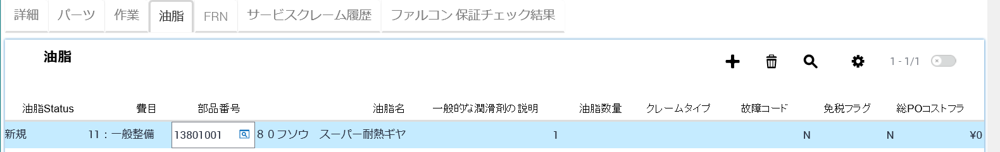 詳細 パーツ 作業 油脂 FRN サービスクレーム履歴 ファルコン 保証チェック結果
油脂
1 - 1/1
油脂Status 費目 部品番号 油脂名 一般的な潤滑剤の説明 油脂数量 クレームタイプ 故障コード 免税フラグ 総POコストフラ
新規 11：一般整備 13801001 ８０フソウ　スーパー耐熱ギヤ 1 N N ¥0